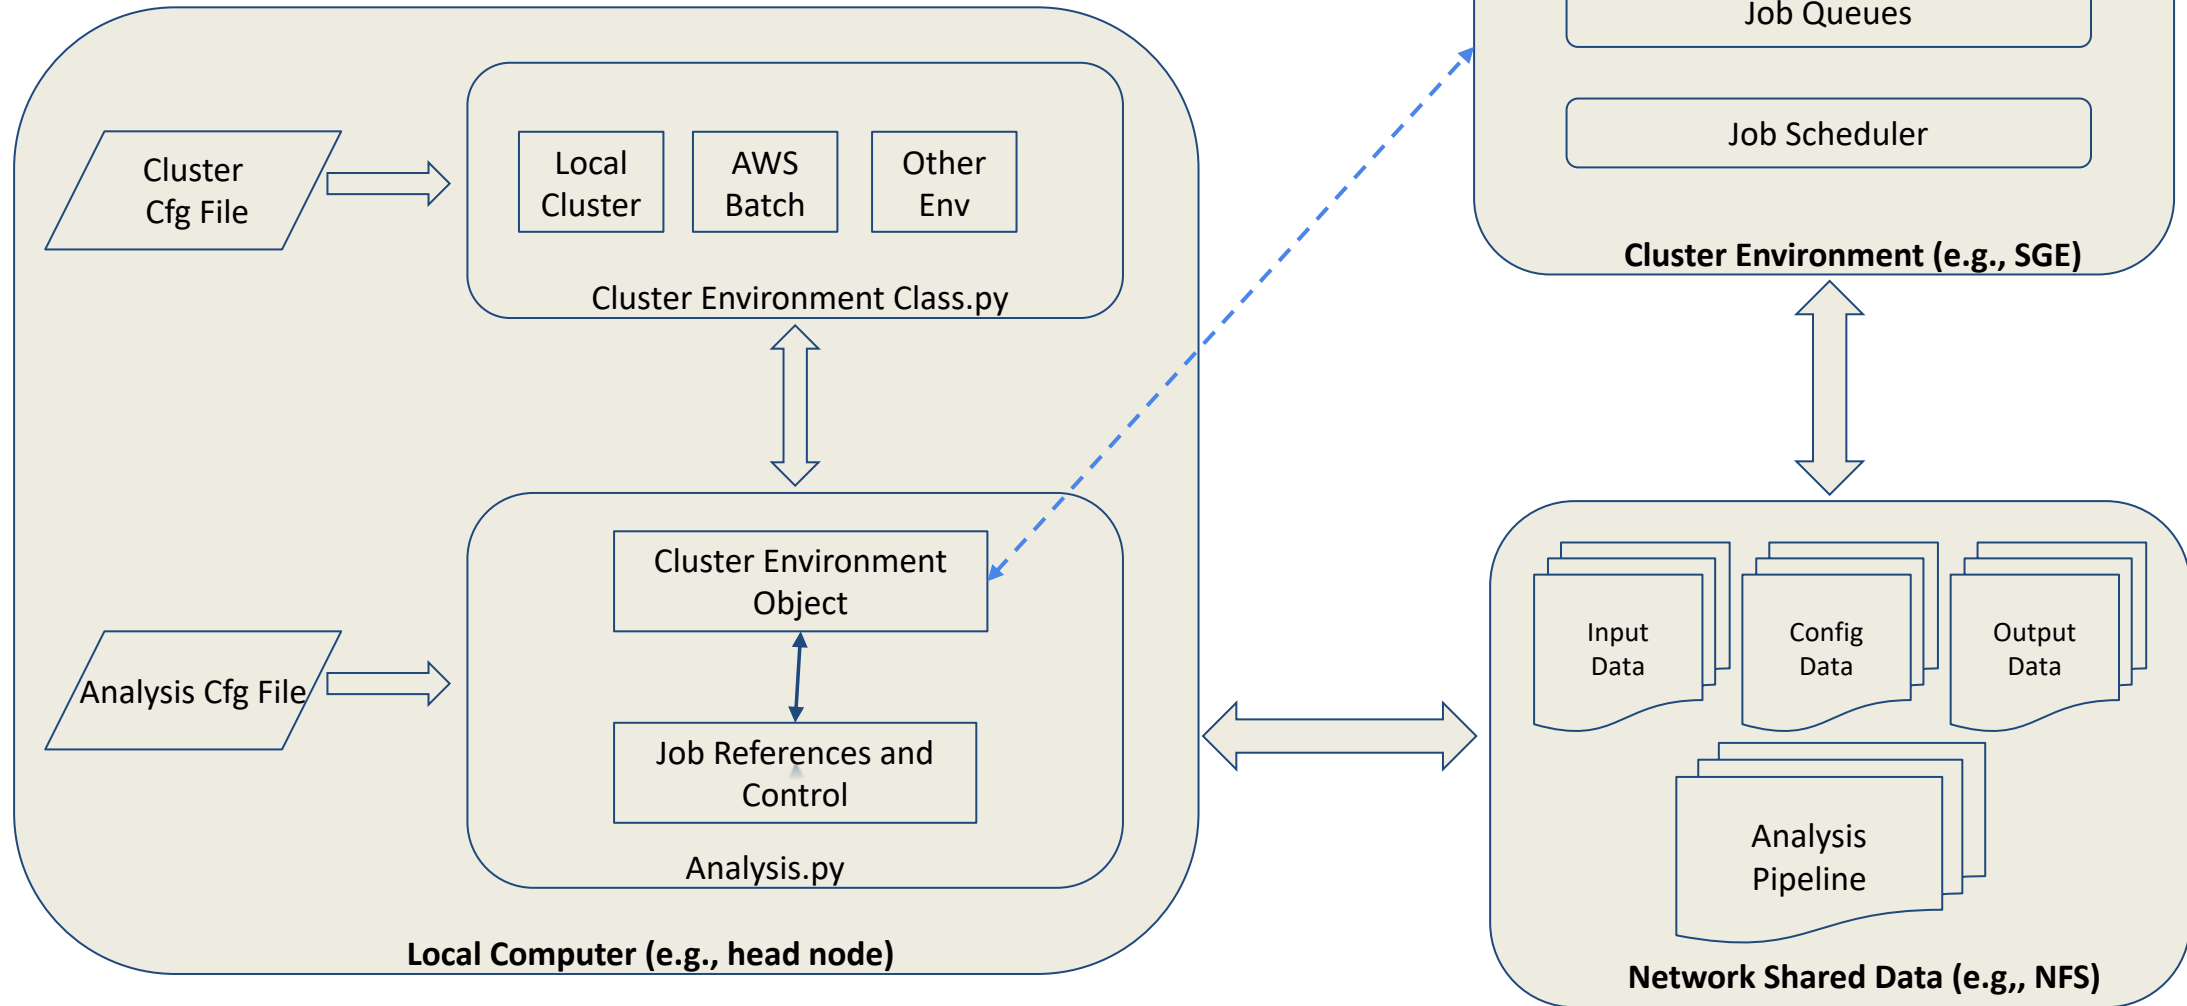 Job Queues
Job Scheduler
Cluster Environment (e.g., SGE)
Cluster
Cfg File
Local
Cluster
AWS
Batch
Other
Env
Cluster Environment Class.py
Cluster Environment
Object
Analysis Cfg File
Job References and
Control
Analysis.py
Local Computer (e.g., head node)
Input
Data
Config
Data
Output
Data
Analysis
Pipeline
Network Shared Data (e.g,, NFS)